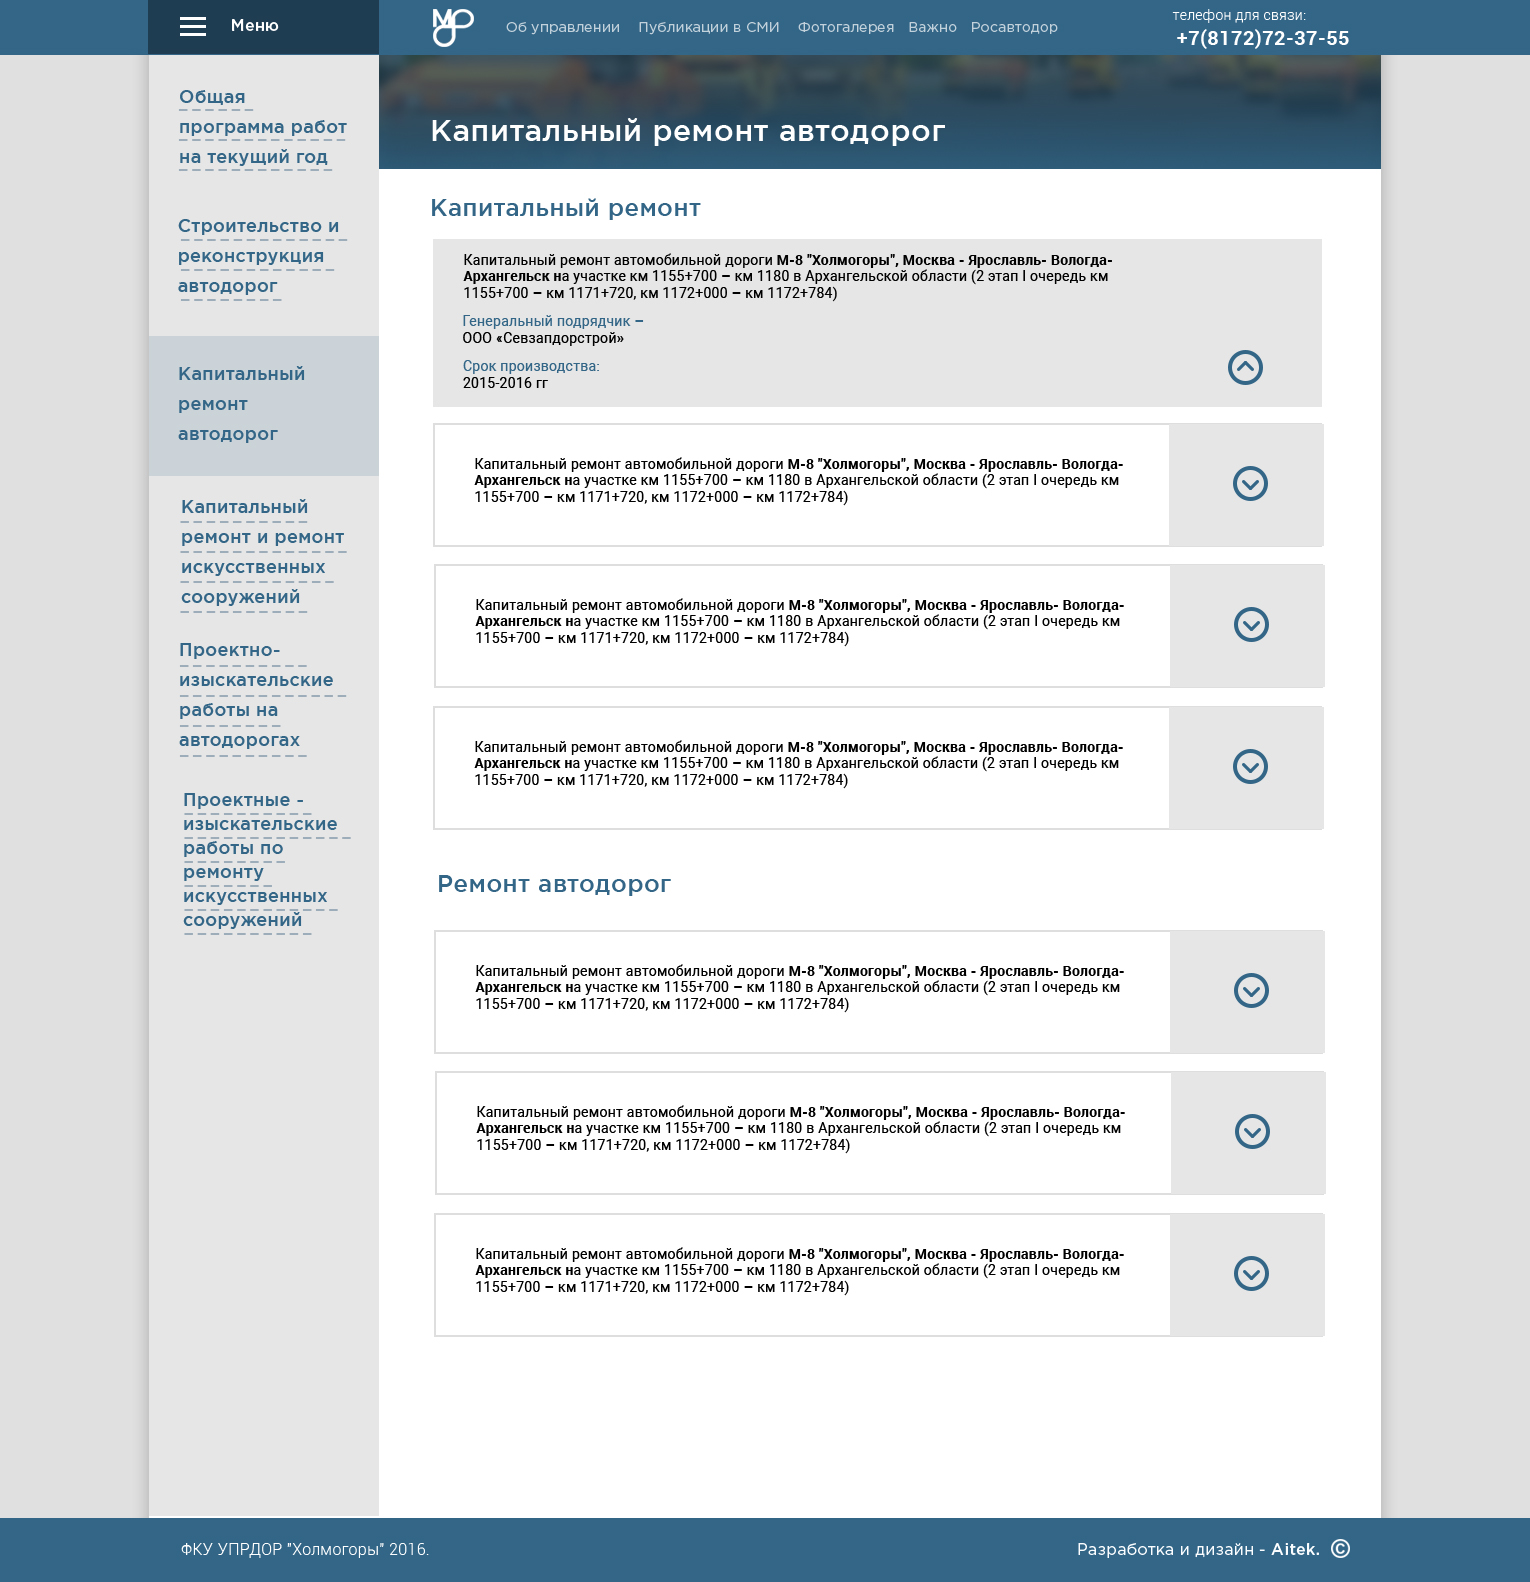 Меню
Об управлении Публикации в СМИ Фотогалерея Важно Росавтодор
телефон для связи:
+7(8172)72-37-55
Общая
программа работ
на текущий год
Строительство и
реконструкция
автодорог
Капитальный
ремонт
автодорог
Капитальный
ремонт и ремонт
искусственных
сооружений
Проектно-
изыскательские
работы на
автодорогах
Проектные -
изыскательские
работы по
ремонту
искусственных
сооружений
Капитальный ремонт автодорог
Капитальный ремонт
Капитальный ремонт автомобильной дороги М-8 "Холмогоры", Москва - Ярославль- Вологда-
Архангельск на участке км 1155+700 – км 1180 в Архангельской области (2 этап I очередь км
1155+700 – км 1171+720, км 1172+000 – км 1172+784)
Генеральный подрядчик –
ООО «Севзапдорстрой»
Срок производства:
2015-2016 гг
Капитальный ремонт автомобильной дороги М-8 "Холмогоры", Москва - Ярославль- Вологда-
Архангельск на участке км 1155+700 – км 1180 в Архангельской области (2 этап I очередь км
1155+700 – км 1171+720, км 1172+000 – км 1172+784)
Капитальный ремонт автомобильной дороги М-8 "Холмогоры", Москва - Ярославль- Вологда-
Архангельск на участке км 1155+700 – км 1180 в Архангельской области (2 этап I очередь км
1155+700 – км 1171+720, км 1172+000 – км 1172+784)
Капитальный ремонт автомобильной дороги М-8 "Холмогоры", Москва - Ярославль- Вологда-
Архангельск на участке км 1155+700 – км 1180 в Архангельской области (2 этап I очередь км
1155+700 – км 1171+720, км 1172+000 – км 1172+784)
Ремонт автодорог
Капитальный ремонт автомобильной дороги М-8 "Холмогоры", Москва - Ярославль- Вологда-
Архангельск на участке км 1155+700 – км 1180 в Архангельской области (2 этап I очередь км
1155+700 – км 1171+720, км 1172+000 – км 1172+784)
Капитальный ремонт автомобильной дороги М-8 "Холмогоры", Москва - Ярославль- Вологда-
Архангельск на участке км 1155+700 – км 1180 в Архангельской области (2 этап I очередь км
1155+700 – км 1171+720, км 1172+000 – км 1172+784)
Капитальный ремонт автомобильной дороги М-8 "Холмогоры", Москва - Ярославль- Вологда-
Архангельск на участке км 1155+700 – км 1180 в Архангельской области (2 этап I очередь км
1155+700 – км 1171+720, км 1172+000 – км 1172+784)
ФКУ УПРДОР "Холмогоры" 2016.
Разработка и дизайн - Aitek. ©